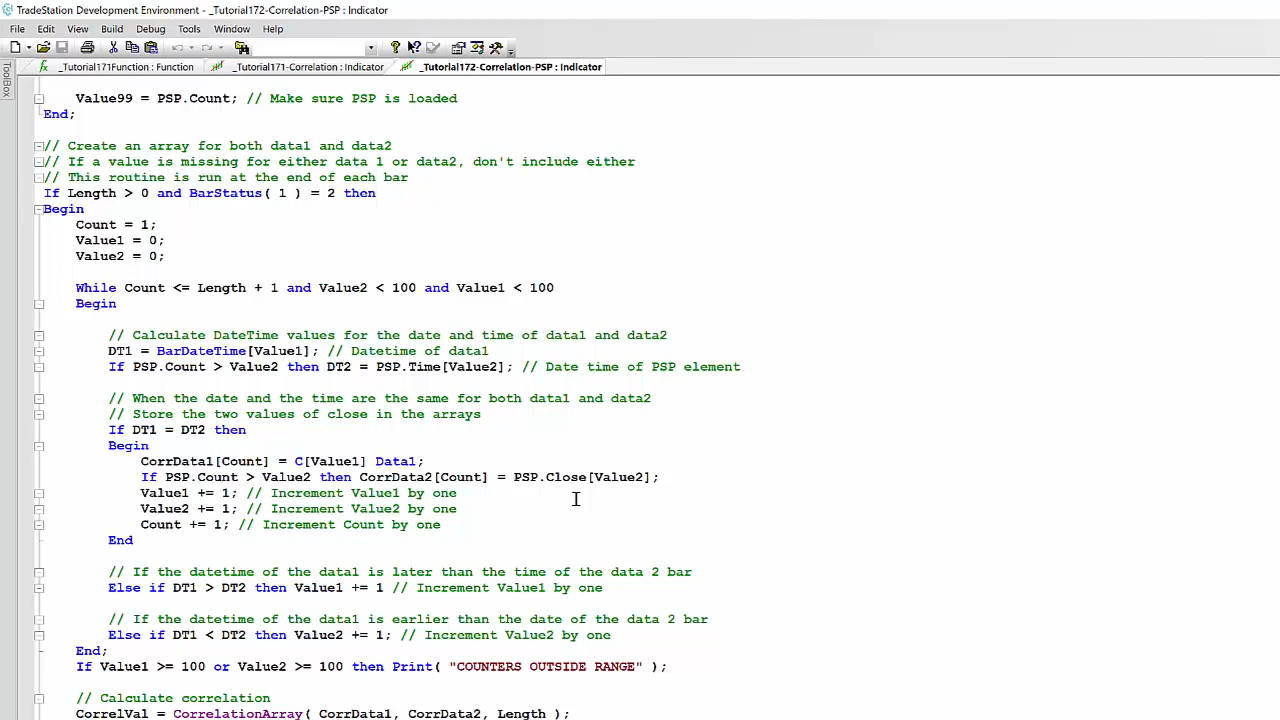 TradeStation Development Environment - _Tutorial172-Correlation-PSP : Indicator
File Edit View Build Debug Tools Window Help
_Tutorial171Function : Function _Tutorial171-Correlation : Indicator _Tutorial172-Correlation-PSP : Indicator
ToolBox
Value99 = PSP.Count; // Make sure PSP is loaded
End;
// Create an array for both data1 and data2
// If a value is missing for either data 1 or data2, don't include either
// This routine is run at the end of each bar
If Length > 0 and BarStatus( 1 ) = 2 then
Begin
Count = 1;
Value1 = 0;
Value2 = 0;
While Count <= Length + 1 and Value2 < 100 and Value1 < 100
Begin
// Calculate DateTime values for the date and time of data1 and data2
DT1 = BarDateTime[Value1]; // Datetime of data1
If PSP.Count > Value2 then DT2 = PSP.Time[Value2]; // Date time of PSP element
// When the date and the time are the same for both data1 and data2
// Store the two values of close in the arrays
If DT1 = DT2 then
Begin
CorrData1[Count] = C[Value1] Data1;
If PSP.Count > Value2 then CorrData2[Count] = PSP.Close[Value2];
Value1 += 1; // Increment Value1 by one
Value2 += 1; // Increment Value2 by one
Count += 1; // Increment Count by one
End
// If the datetime of the data1 is later than the time of the data 2 bar
Else if DT1 > DT2 then Value1 += 1 // Increment Value1 by one
// If the datetime of the data1 is earlier than the date of the data 2 bar
Else if DT1 < DT2 then Value2 += 1; // Increment Value2 by one
End;
If Value1 >= 100 or Value2 >= 100 then Print( "COUNTERS OUTSIDE RANGE" );
// Calculate correlation
CorrelVal = CorrelationArray( CorrData1, CorrData2, Length );